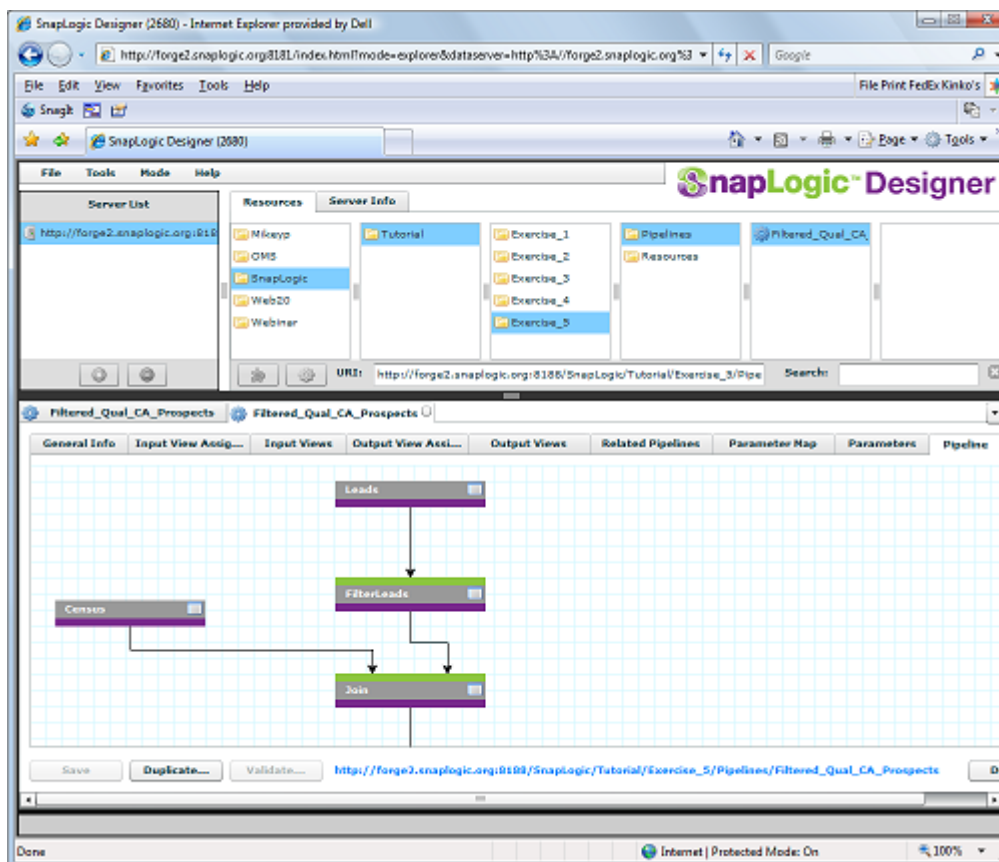 SnapLogic Designer (2680) - Internet Explorer provided by Dell
http://forge2.snaplogic.org:8181/index.html?mode=explorer&dataserver=http%3A//forge2.snaplogic.org%3
Google
File Edit View Favorites Tools Help
File Print FedEx Kinko's
SnagIt
SnapLogic Designer (2680)
Page Tools
File Tools Mode Help
SnapLogic™ Designer
Server List
Resources Server Info
http://forge2.snaplogic.org:818
Mikeyp
OMS
SnapLogic
Web20
Webinar
Tutorial
Exercise_1
Exercise_2
Exercise_3
Exercise_4
Exercise_5
Pipelines
Resources
Filtered_Qual_CA_
URI: http://forge2.snaplogic.org:8188/SnapLogic/Tutorial/Exercise_5/Pipe
Search:
Filtered_Qual_CA_Prospects Filtered_Qual_CA_Prospects
General Info Input View Assig... Input Views Output View Assi... Output Views Related Pipelines Parameter Map Parameters Pipeline
Leads
FilterLeads
Census
Join
Save Duplicate... Validate... http://forge2.snaplogic.org:8188/SnapLogic/Tutorial/Exercise_5/Pipelines/Filtered_Qual_CA_Prospects
Done
Internet | Protected Mode: On
100%